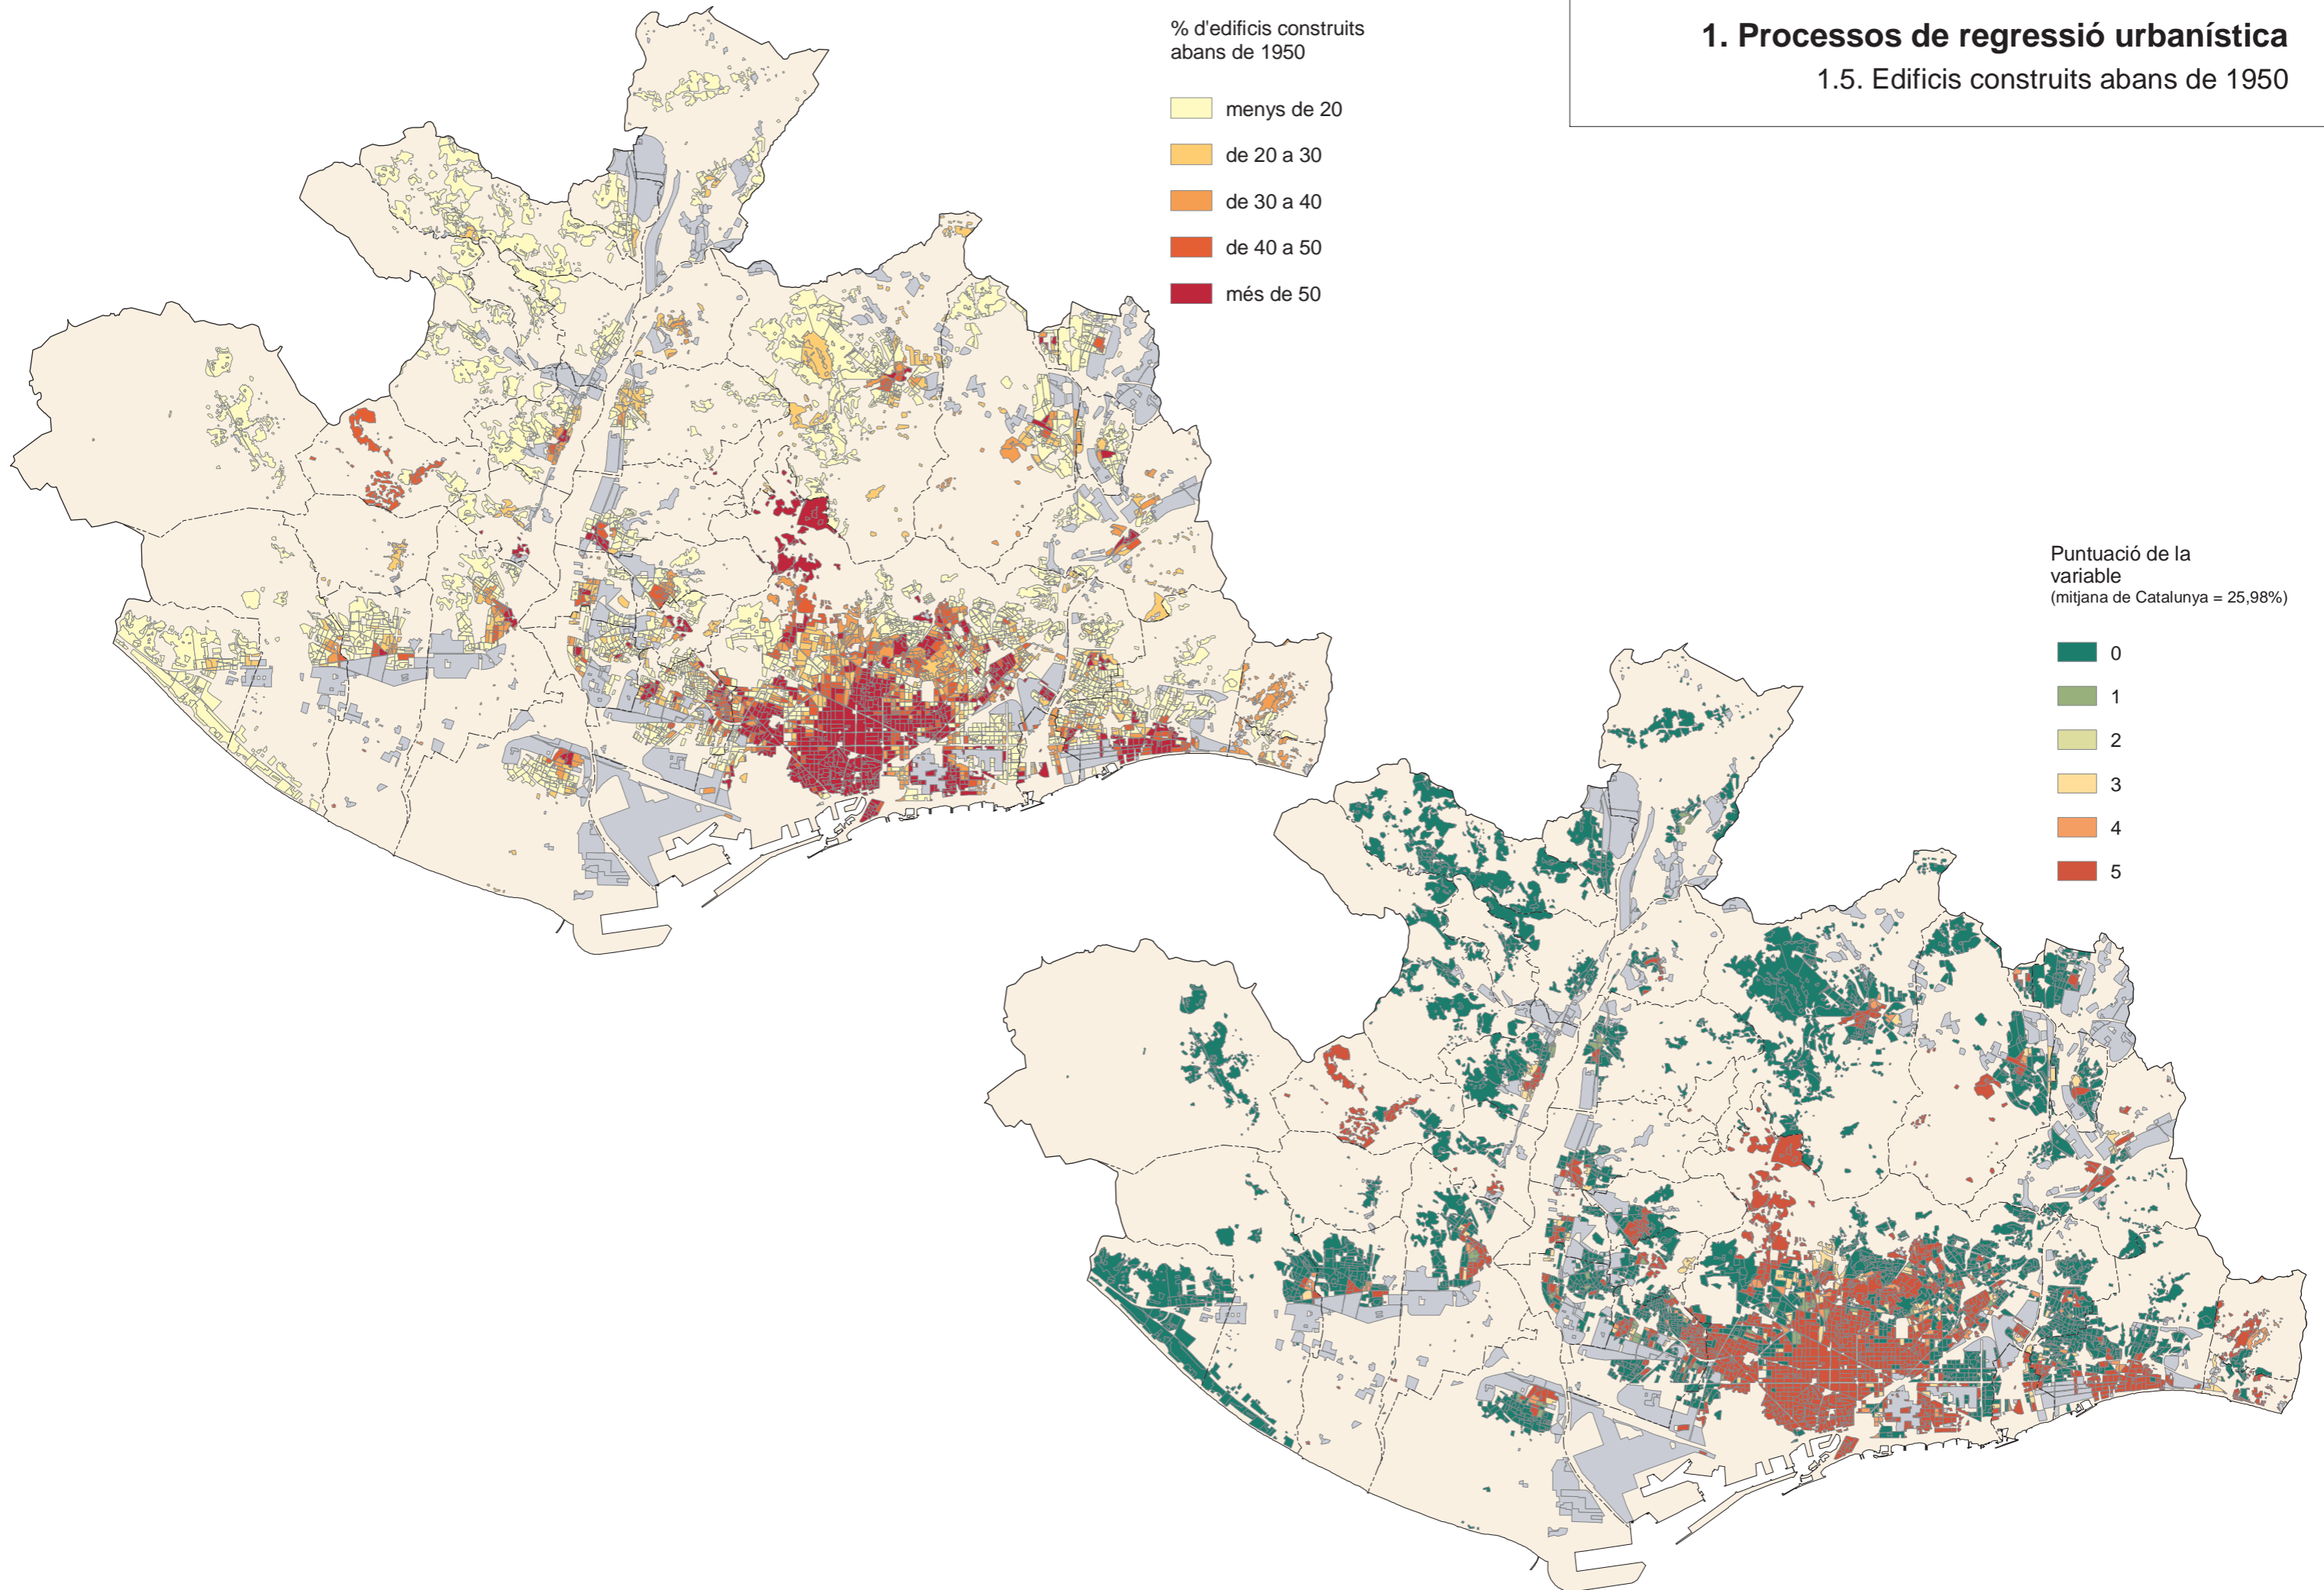 1. Processos de regressió urbanística
1.5. Edificis construits abans de 1950
% d'edificis construits
abans de 1950
menys de 20
de 20 a 30
de 30 a 40
de 40 a 50
més de 50
Puntuació de la
variable
(mitjana de Catalunya = 25,98%)
0
1
2
3
4
5